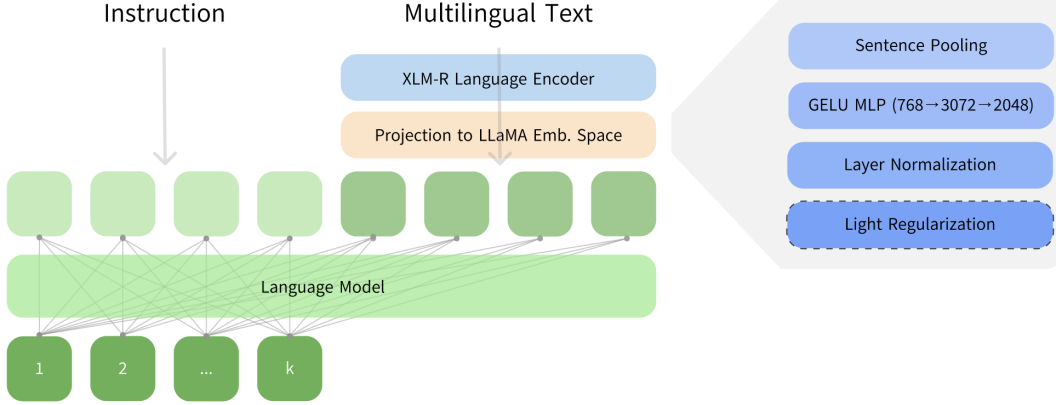 Instruction
Multilingual Text
XLM-R Language Encoder
Projection to LLaMA Emb. Space
Language Model
1
2
...
k
Sentence Pooling
GELU MLP (768→3072→2048)
Layer Normalization
Light Regularization